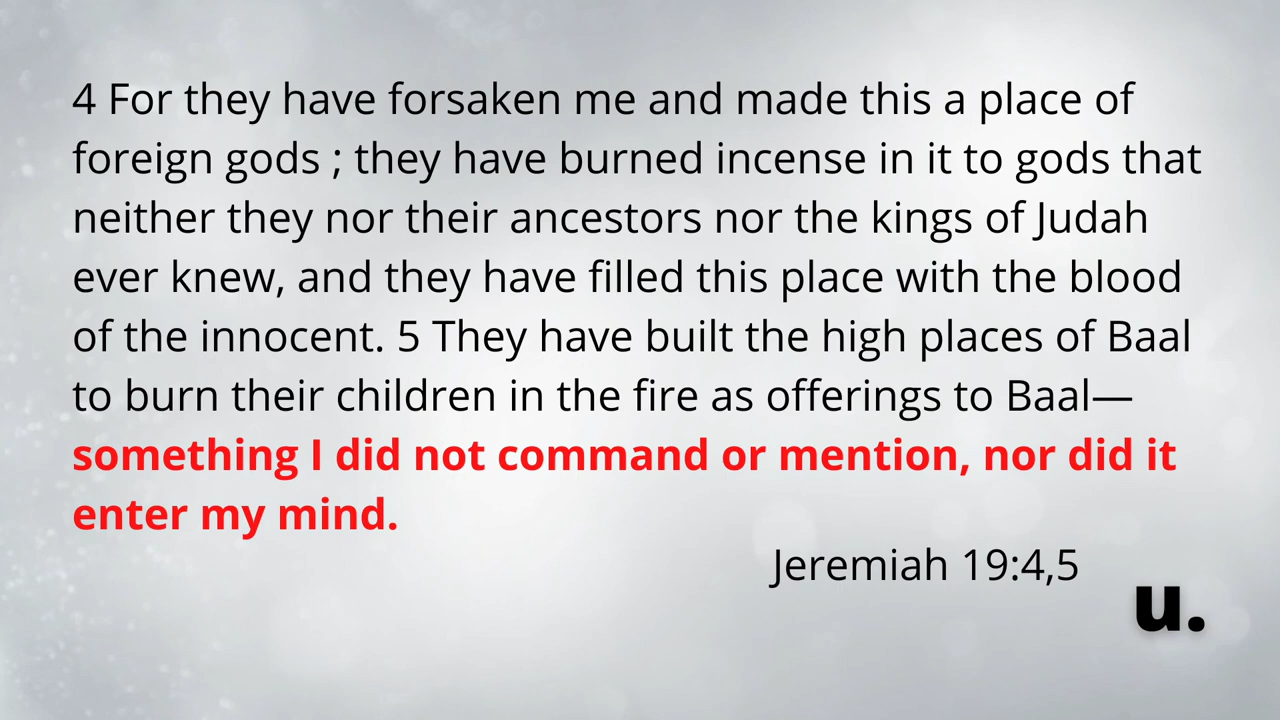 4 For they have forsaken me and made this a place of
foreign gods ; they have burned incense in it to gods that
neither they nor their ancestors nor the kings of Judah
ever knew, and they have filled this place with the blood
of the innocent. 5 They have built the high places of Baal
to burn their children in the fire as offerings to Baal—
something I did not command or mention, nor did it
enter my mind.
Jeremiah 19:4,5
u.